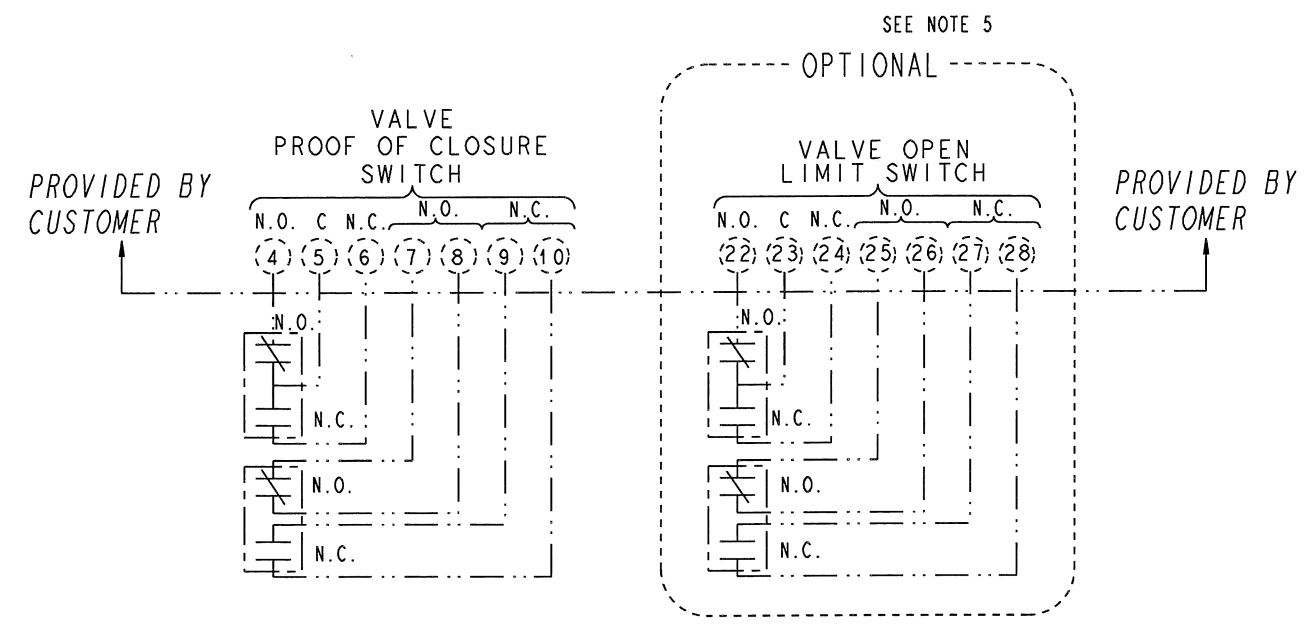 SEE NOTE 5
OPTIONAL
VALVE
PROOF OF CLOSURE
SWITCH
VALVE OPEN
LIMIT SWITCH
PROVIDED BY
CUSTOMER
PROVIDED BY
CUSTOMER
N.O. C N.C. N.O. N.C.
N.O. C N.C. N.O. N.C.
4 5 6 7 8 9 10
22 23 24 25 26 27 28
N.O.
N.O.
N.C.
N.C.
N.O.
N.O.
N.C.
N.C.